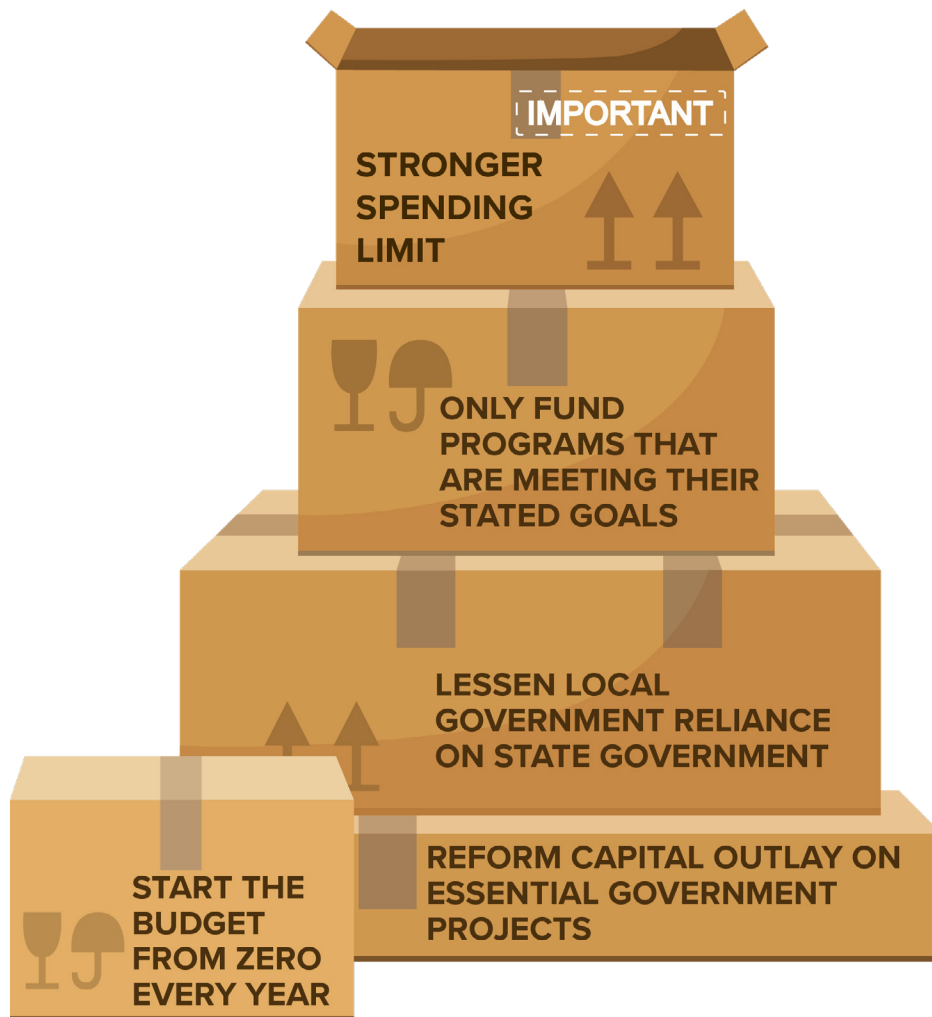 IMPORTANT
STRONGER
SPENDING
LIMIT
ONLY FUND
PROGRAMS THAT
ARE MEETING THEIR
STATED GOALS
LESSEN LOCAL
GOVERNMENT RELIANCE
ON STATE GOVERNMENT
REFORM CAPITAL OUTLAY ON
ESSENTIAL GOVERNMENT
PROJECTS
START THE
BUDGET
FROM ZERO
EVERY YEAR